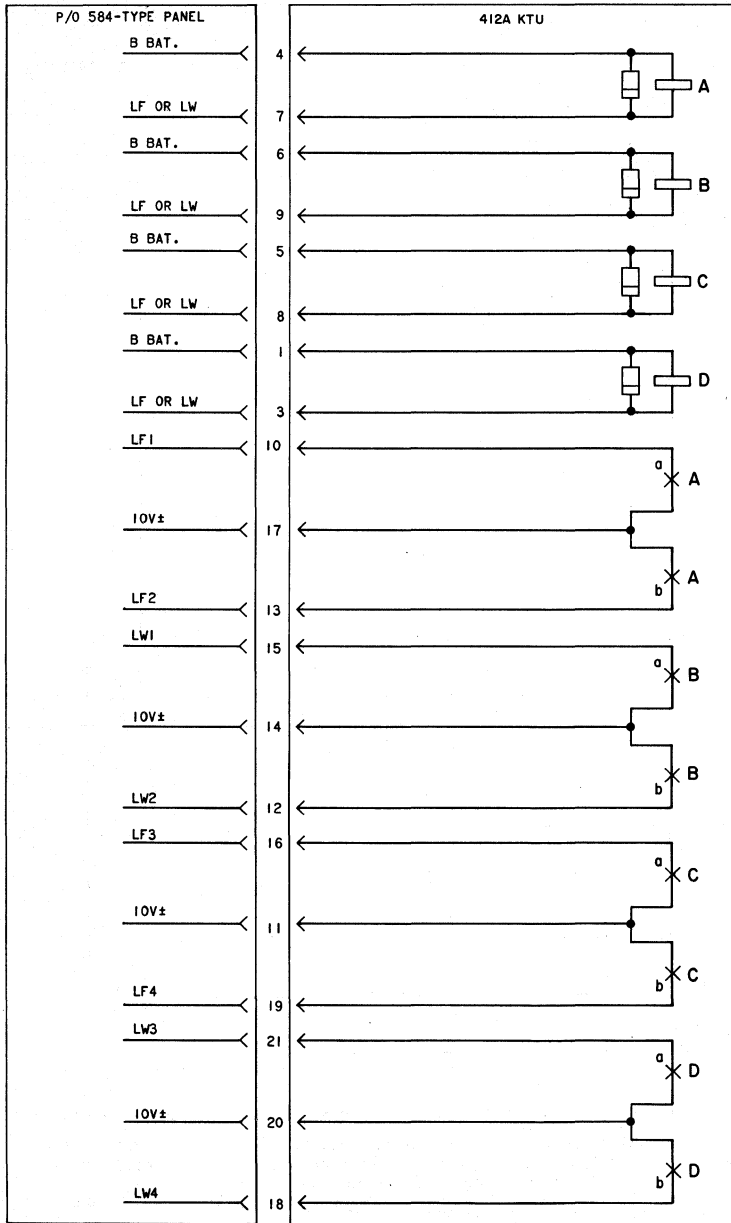 P/O 584-TYPE PANEL 412A KTU
B BAT. 4
A
LF OR LW 7
B BAT. 6
B
LF OR LW 9
B BAT. 5
C
LF OR LW 8
B BAT. 1
D
LF OR LW 3
LF1 10
a A
10V± 17
b A
LF2 13
LW1 15
a B
10V± 14
b B
LW2 12
LF3 16
a C
10V± 11
b C
LF4 19
LW3 21
a D
10V± 20
b D
LW4 18